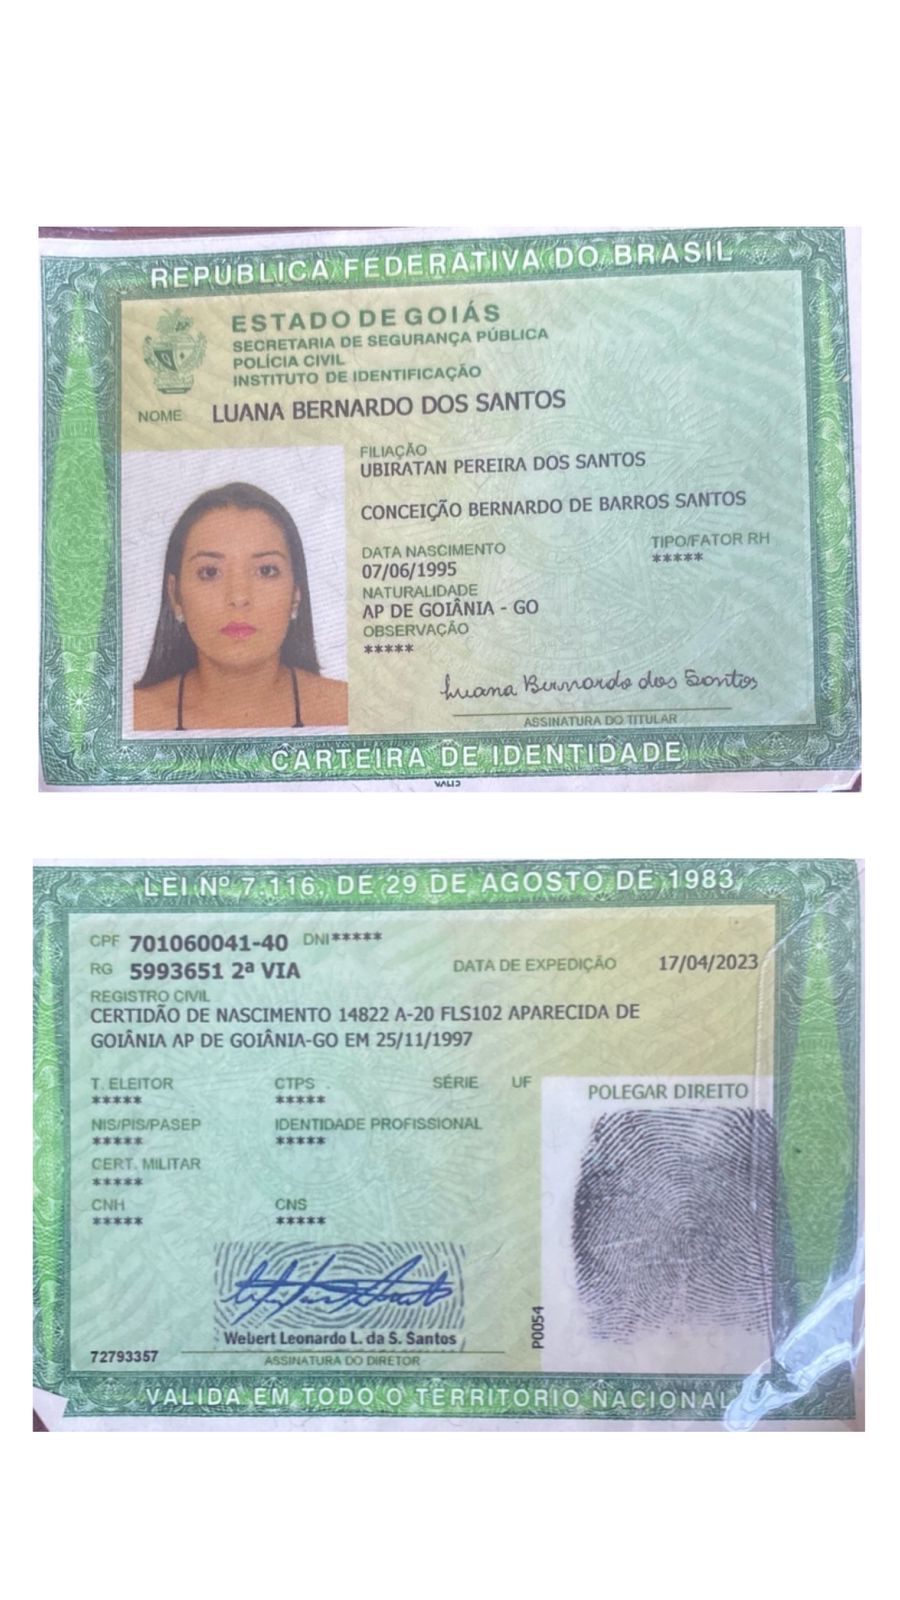 REPÚBLICA FEDERATIVA DO BRASIL
ESTADO DE GOIÁS
SECRETARIA DE SEGURANÇA PÚBLICA
POLÍCIA CIVIL
INSTITUTO DE IDENTIFICAÇÃO
NOME LUANA BERNARDO DOS SANTOS
FILIAÇÃO
UBIRATAN PEREIRA DOS SANTOS
CONCEIÇÃO BERNARDO DE BARROS SANTOS
DATA NASCIMENTO TIPO/FATOR RH
07/06/1995 *****
NATURALIDADE
AP DE GOIÂNIA - GO
OBSERVAÇÃO
*****
Luana Bernardo dos Santos
ASSINATURA DO TITULAR
CARTEIRA DE IDENTIDADE
VALID
LEI Nº 7.116, DE 29 DE AGOSTO DE 1983
CPF 701060041-40 DNI *****
RG 5993651 2ª VIA DATA DE EXPEDIÇÃO 17/04/2023
REGISTRO CIVIL
CERTIDÃO DE NASCIMENTO 14822 A-20 FLS102 APARECIDA DE
GOIÂNIA AP DE GOIÂNIA-GO EM 25/11/1997
T. ELEITOR CTPS SÉRIE UF
***** *****
POLEGAR DIREITO
NIS/PIS/PASEP IDENTIDADE PROFISSIONAL
***** *****
CERT. MILITAR
*****
CNH CNS
***** *****
Webert Leonardo L. da S. Santos
P0054
72793357 ASSINATURA DO DIRETOR
VALIDA EM TODO O TERRITORIO NACIONAL